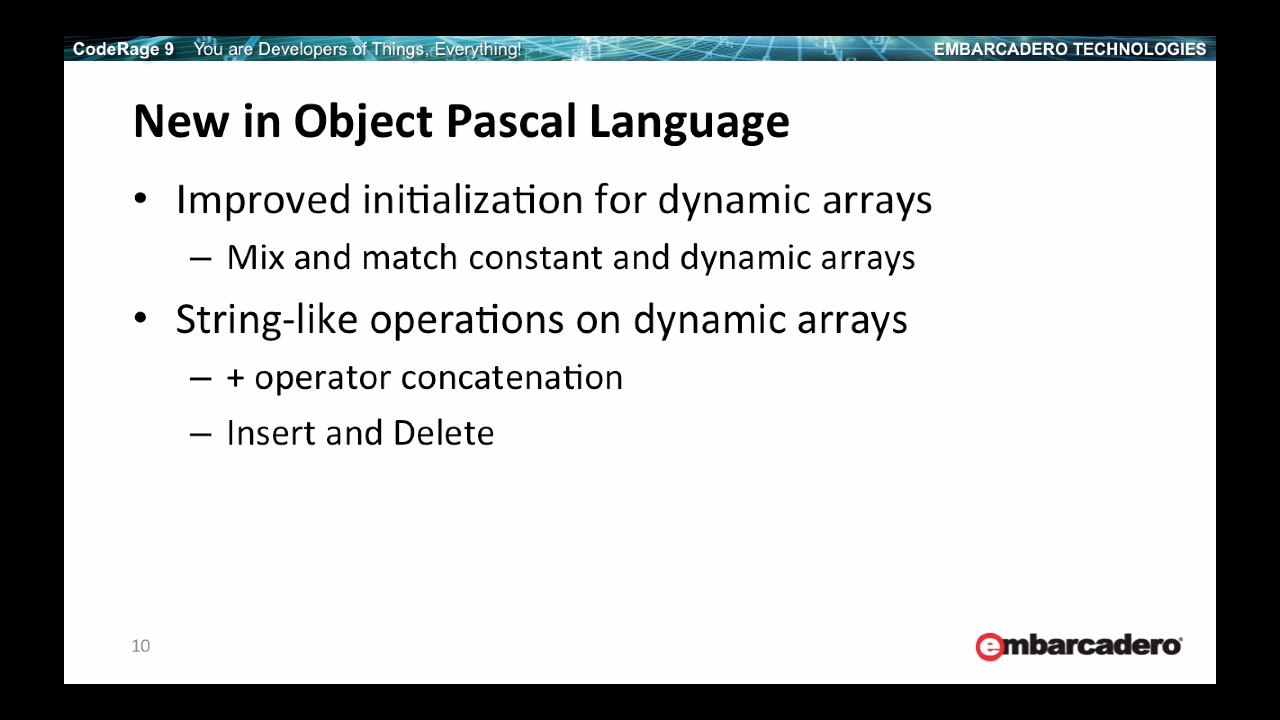 CodeRage 9 You are Developers of Things, Everything! EMBARCADERO TECHNOLOGIES
New in Object Pascal Language
• Improved initialization for dynamic arrays
– Mix and match constant and dynamic arrays
• String-like operations on dynamic arrays
– + operator concatenation
– Insert and Delete
10 embarcadero®